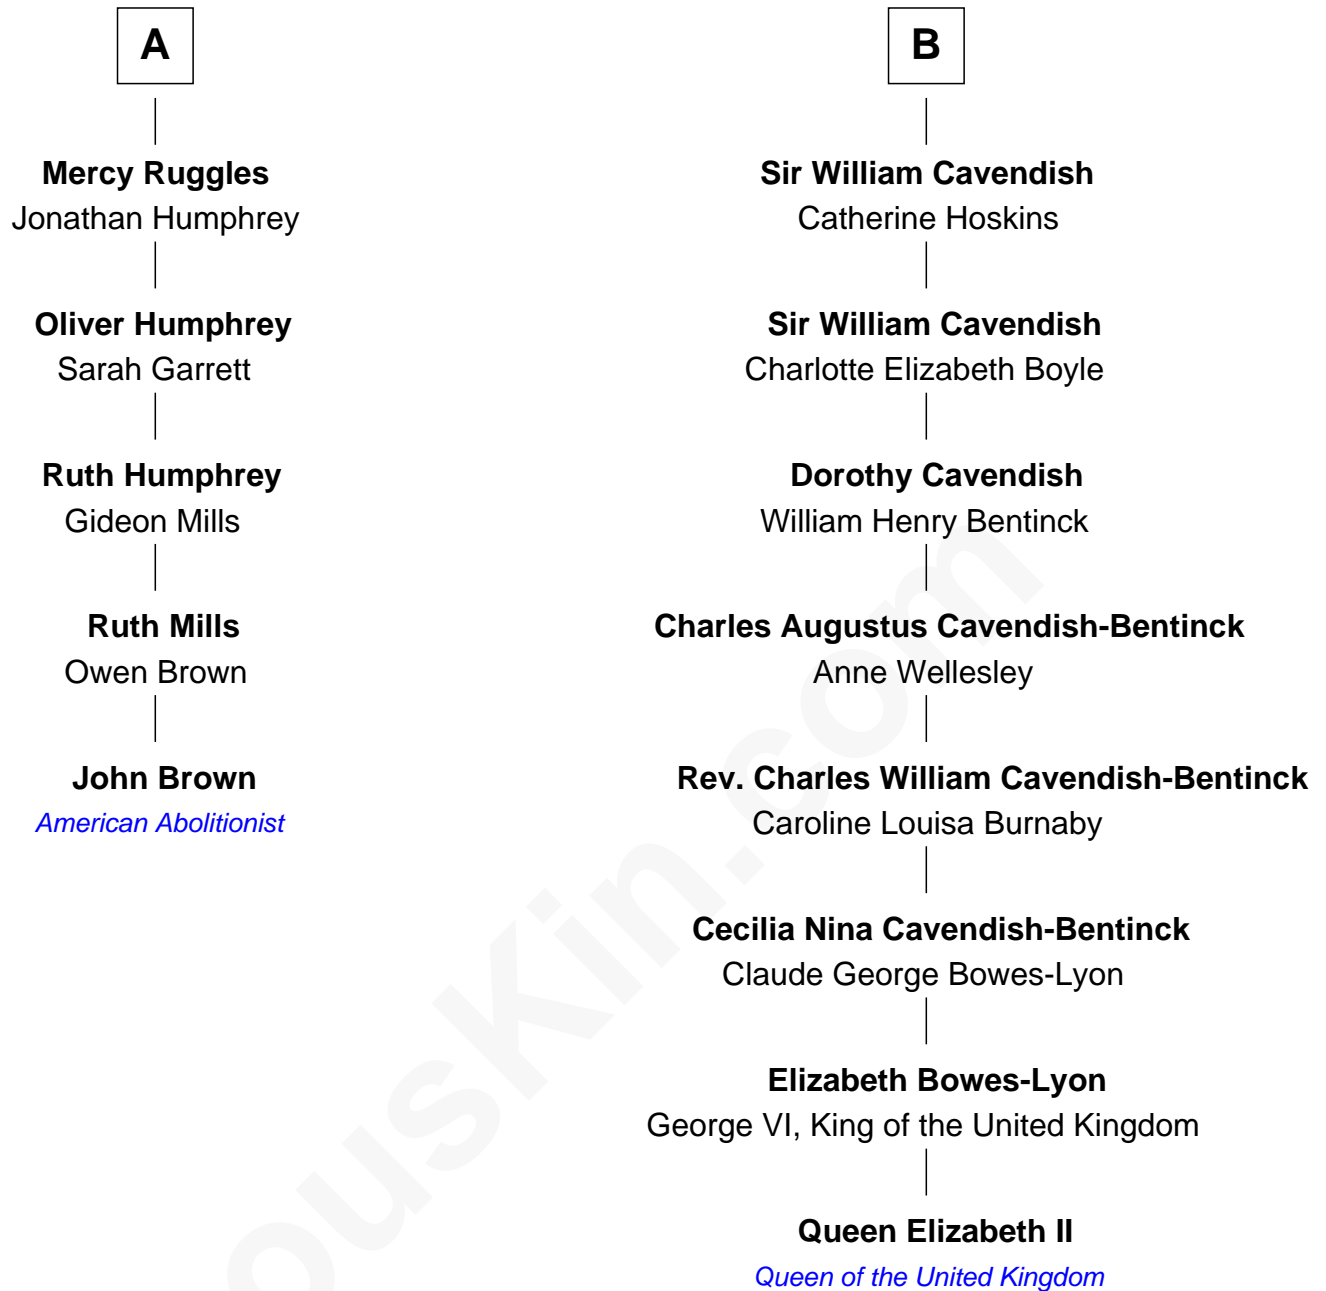 A
Mercy Ruggles
Jonathan Humphrey
Oliver Humphrey
Sarah Garrett
Ruth Humphrey
Gideon Mills
Ruth Mills
Owen Brown
John Brown
American Abolitionist
B
Sir William Cavendish
Catherine Hoskins
Sir William Cavendish
Charlotte Elizabeth Boyle
Dorothy Cavendish
William Henry Bentinck
Charles Augustus Cavendish-Bentinck
Anne Wellesley
Rev. Charles William Cavendish-Bentinck
Caroline Louisa Burnaby
Cecilia Nina Cavendish-Bentinck
Claude George Bowes-Lyon
Elizabeth Bowes-Lyon
George VI, King of the United Kingdom
Queen Elizabeth II
Queen of the United Kingdom
ousKin.com